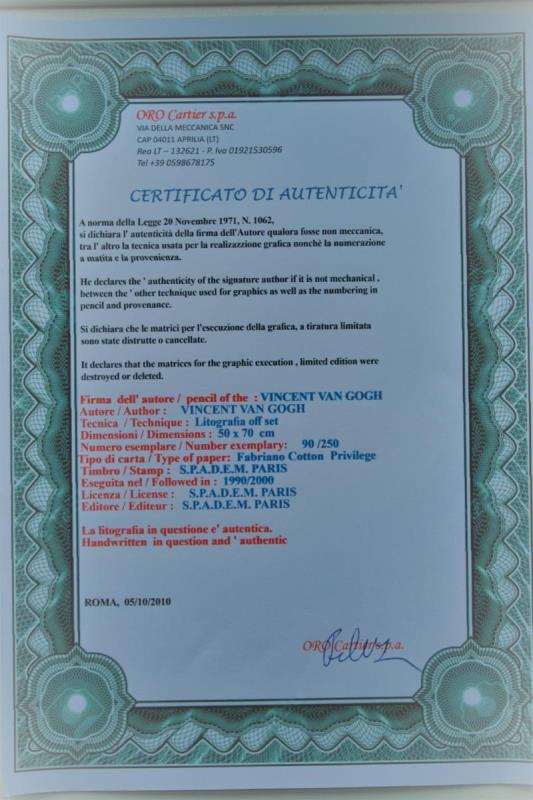 ORO Cartier s.p.a.
VIA DELLA MECCANICA SNC
CAP 04011 APRILIA (LT)
Rea LT – 132621 - P. Iva 01921530596
Tel +39 0598678175
CERTIFICATO DI AUTENTICITA'
A norma della Legge 20 Novembre 1971, N. 1062,
si dichiara l' autenticità della firma dell'Autore qualora fosse non meccanica,
tra l' altro la tecnica usata per la realizazzione grafica nonchè la numerazione
a matita e la provenienza.
He declares the ' authenticity of the signature author if it is not mechanical ,
between the ' other technique used for graphics as well as the numbering in
pencil and provenance.
Si dichiara che le matrici per l'esecuzione della grafica, a tiratura limitata
sono state distrutte o cancellate.
It declares that the matrices for the graphic execution , limited edition were
destroyed or deleted.
Firma dell' autore / pencil of the : VINCENT VAN GOGH
Autore / Author : VINCENT VAN GOGH
Tecnica / Technique : Litografia off set
Dimensioni / Dimensions : 50 x 70 cm
Numero esemplare / Number exemplary: 90 /250
Tipo di carta / Type of paper: Fabriano Cotton Privilege
Timbro / Stamp : S.P.A.D.E.M. PARIS
Eseguita nel / Followed in : 1990/2000
Licenza / License : S.P.A.D.E.M. PARIS
Editore / Editeur : S.P.A.D.E.M. PARIS
La litografia in questione e' autentica.
Handwritten in question and ' authentic
ROMA, 05/10/2010
ORO Cartier s.p.a.